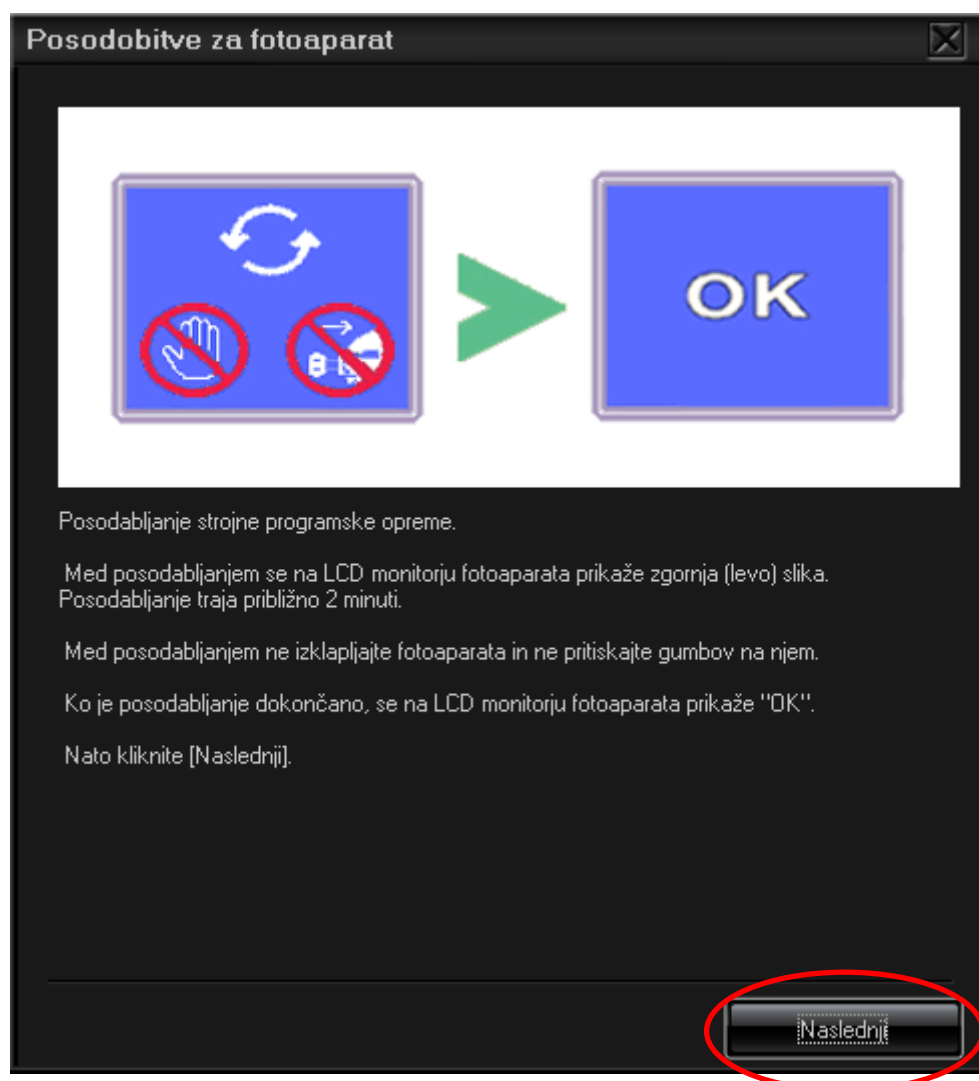 Posodobitve za fotoaparat
OK
Posodabljanje strojne programske opreme.
Med posodabljanjem se na LCD monitorju fotoaparata prikaže zgornja (levo) slika.
Posodabljanje traja približno 2 minuti.
Med posodabljanjem ne izklapljajte fotoaparata in ne pritiskajte gumbov na njem.
Ko je posodabljanje dokončano, se na LCD monitorju fotoaparata prikaže "OK".
Nato kliknite [Naslednji].
Naslednji